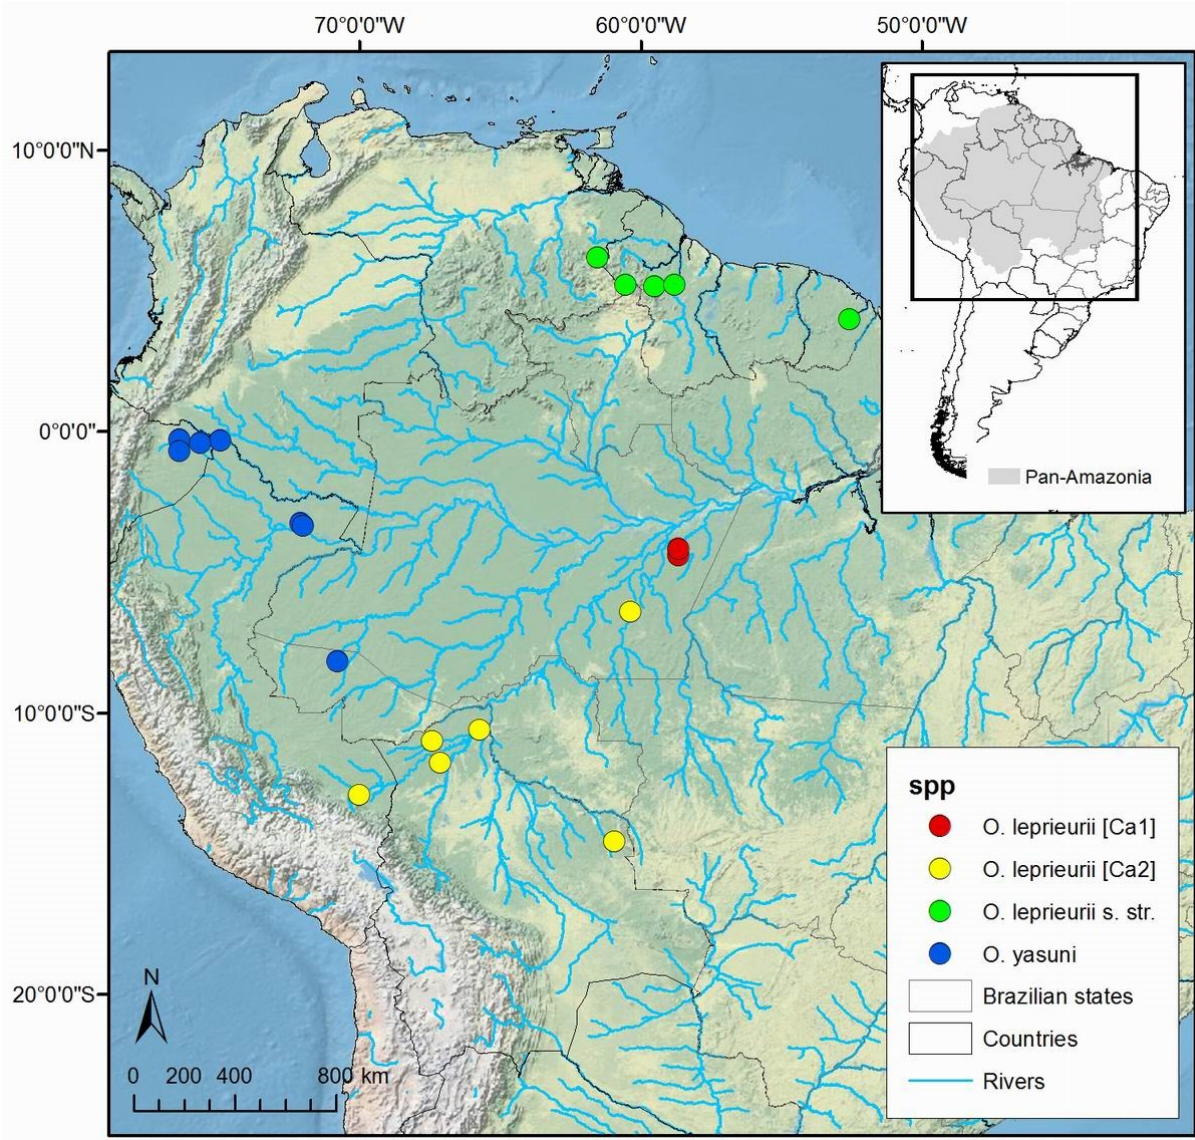 70°0'0"W 60°0'0"W 50°0'0"W
10°0'0"N
0°0'0"
10°0'0"S
20°0'0"S
Pan-Amazonia
spp
O. leprieurii [Ca1]
O. leprieurii [Ca2]
O. leprieurii s. str.
O. yasuni
Brazilian states
Countries
Rivers
N
0 200 400 800 km